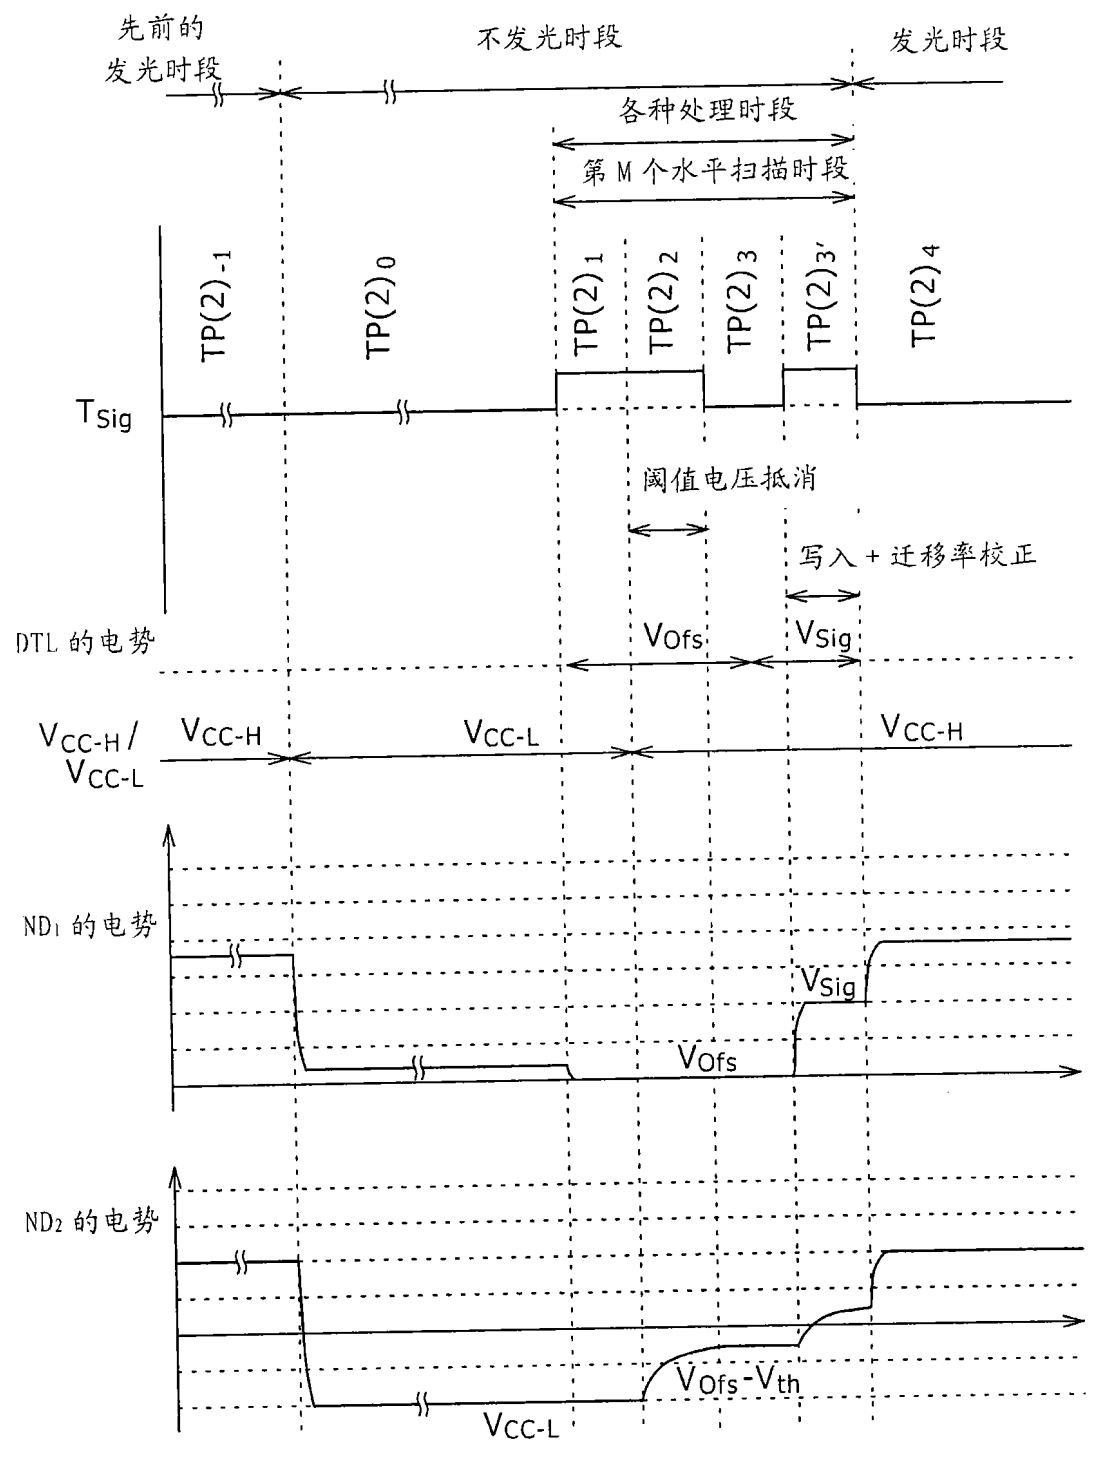 先前的
发光时段
不发光时段
发光时段
各种处理时段
第 M 个水平扫描时段
TP(2)-1
TP(2)0
TP(2)1
TP(2)2
TP(2)3
TP(2)3'
TP(2)4
TSig
阈值电压抵消
写入 + 迁移率校正
DTL 的电势
VOfs
VSig
VCC-H /
VCC-L
VCC-H
VCC-L
VCC-H
ND1 的电势
VSig
VOfs
ND2 的电势
VOfs-Vth
VCC-L